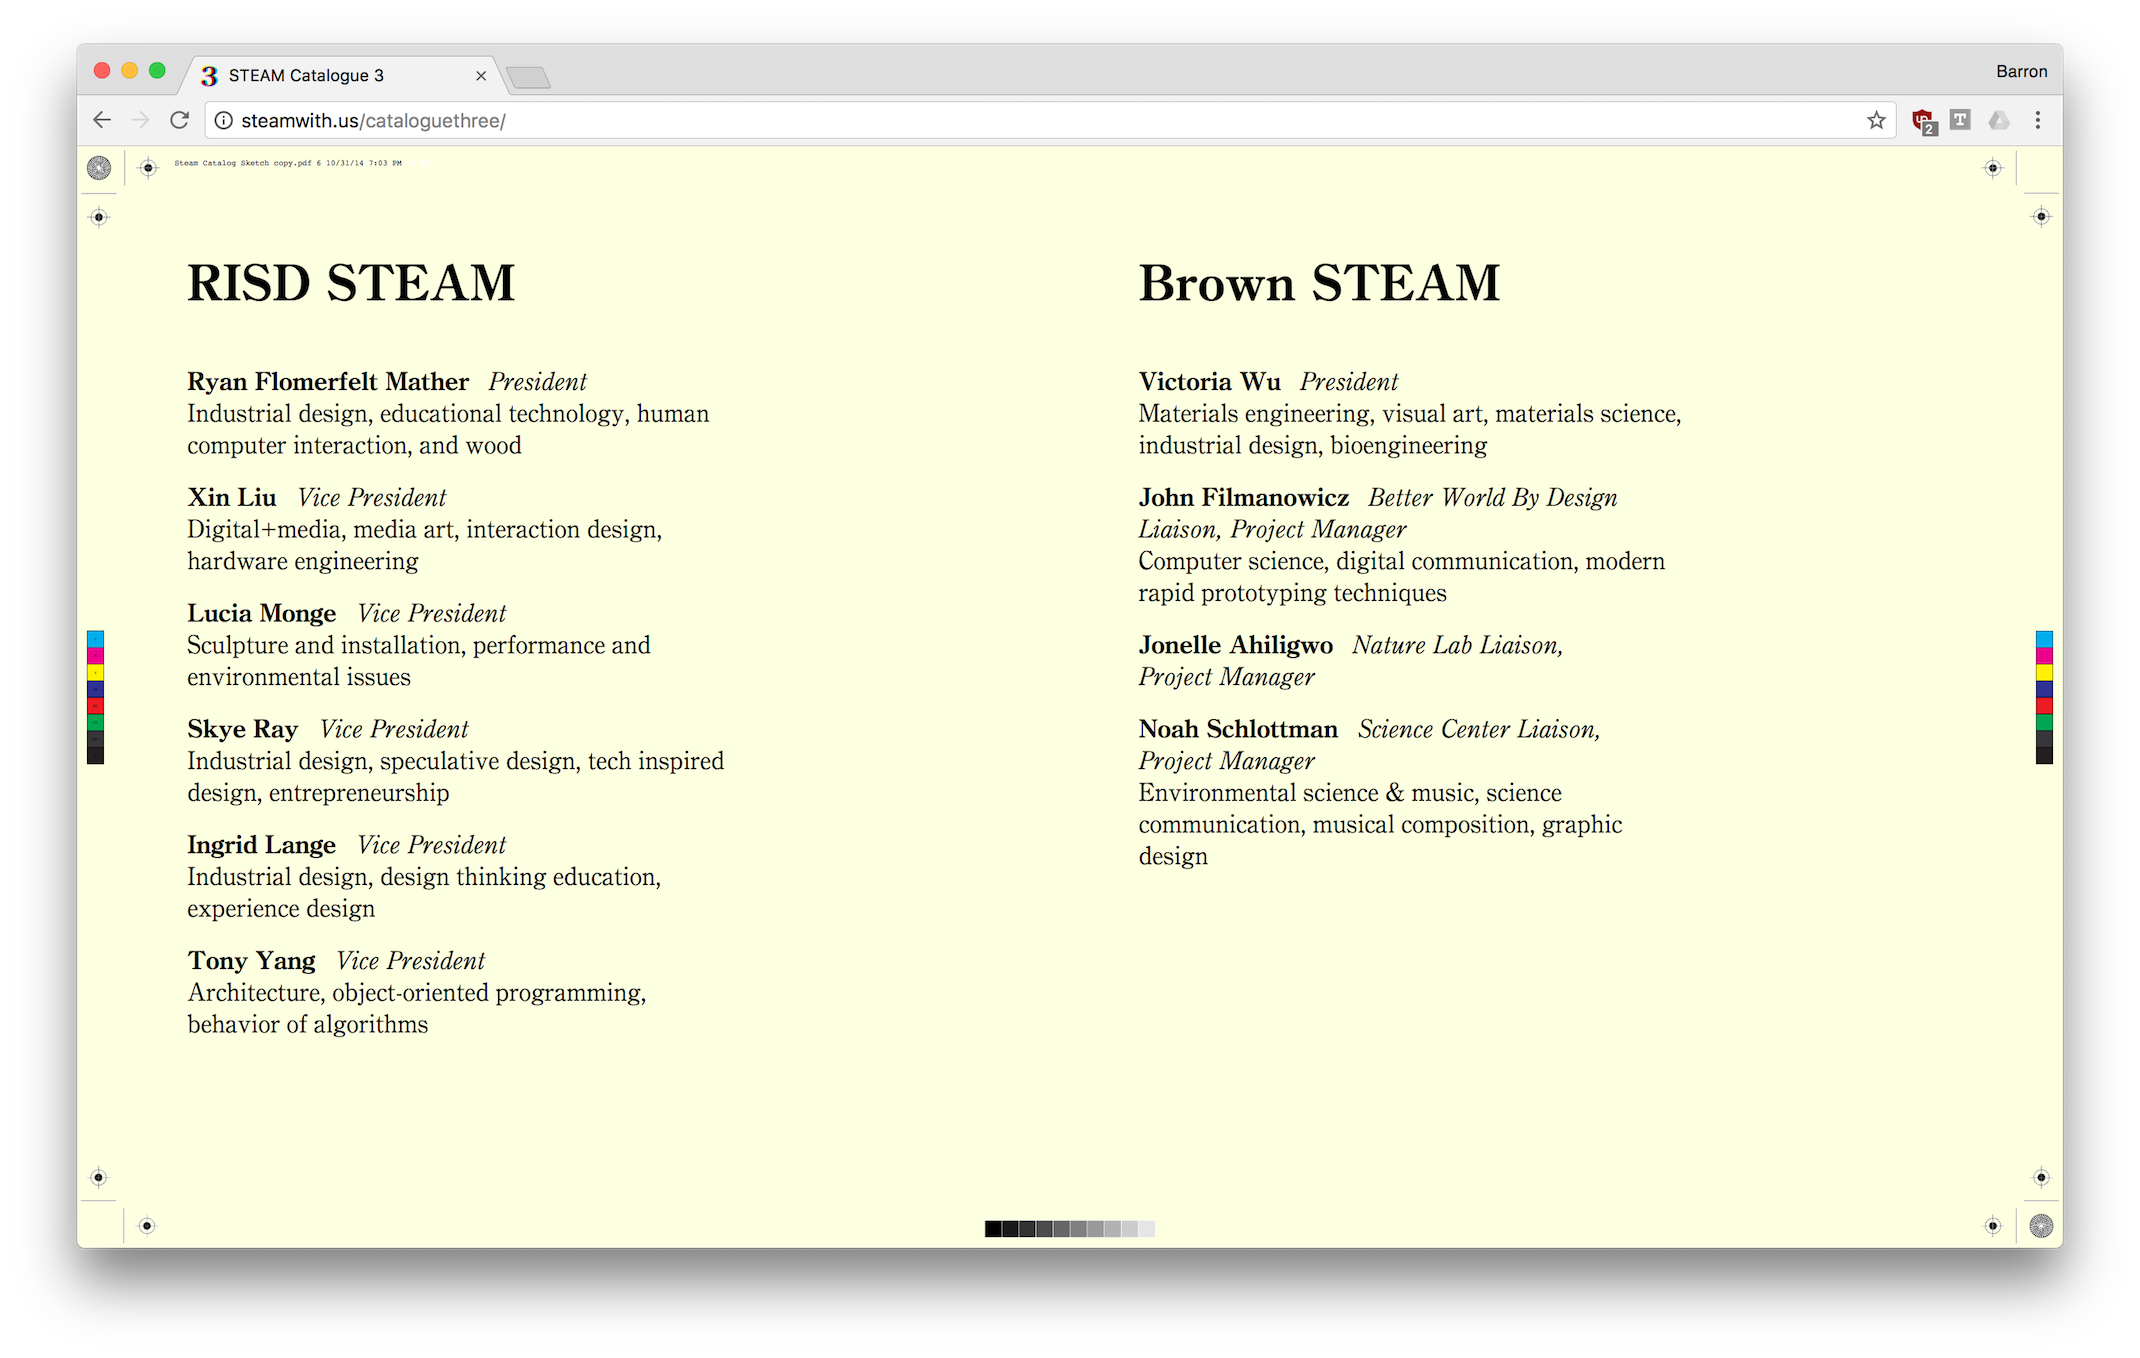 STEAM Catalogue 3
Barron
steamwith.us/cataloguethree/
2
Steam Catalog Sketch copy.pdf 6 10/31/14 7:03 PM
RISD STEAM
Ryan Flomerfelt Mather President
Industrial design, educational technology, human
computer interaction, and wood
Xin Liu Vice President
Digital+media, media art, interaction design,
hardware engineering
Lucia Monge Vice President
Sculpture and installation, performance and
environmental issues
Skye Ray Vice President
Industrial design, speculative design, tech inspired
design, entrepreneurship
Ingrid Lange Vice President
Industrial design, design thinking education,
experience design
Tony Yang Vice President
Architecture, object-oriented programming,
behavior of algorithms
Brown STEAM
Victoria Wu President
Materials engineering, visual art, materials science,
industrial design, bioengineering
John Filmanowicz Better World By Design
Liaison, Project Manager
Computer science, digital communication, modern
rapid prototyping techniques
Jonelle Ahiligwo Nature Lab Liaison,
Project Manager
Noah Schlottman Science Center Liaison,
Project Manager
Environmental science & music, science
communication, musical composition, graphic
design